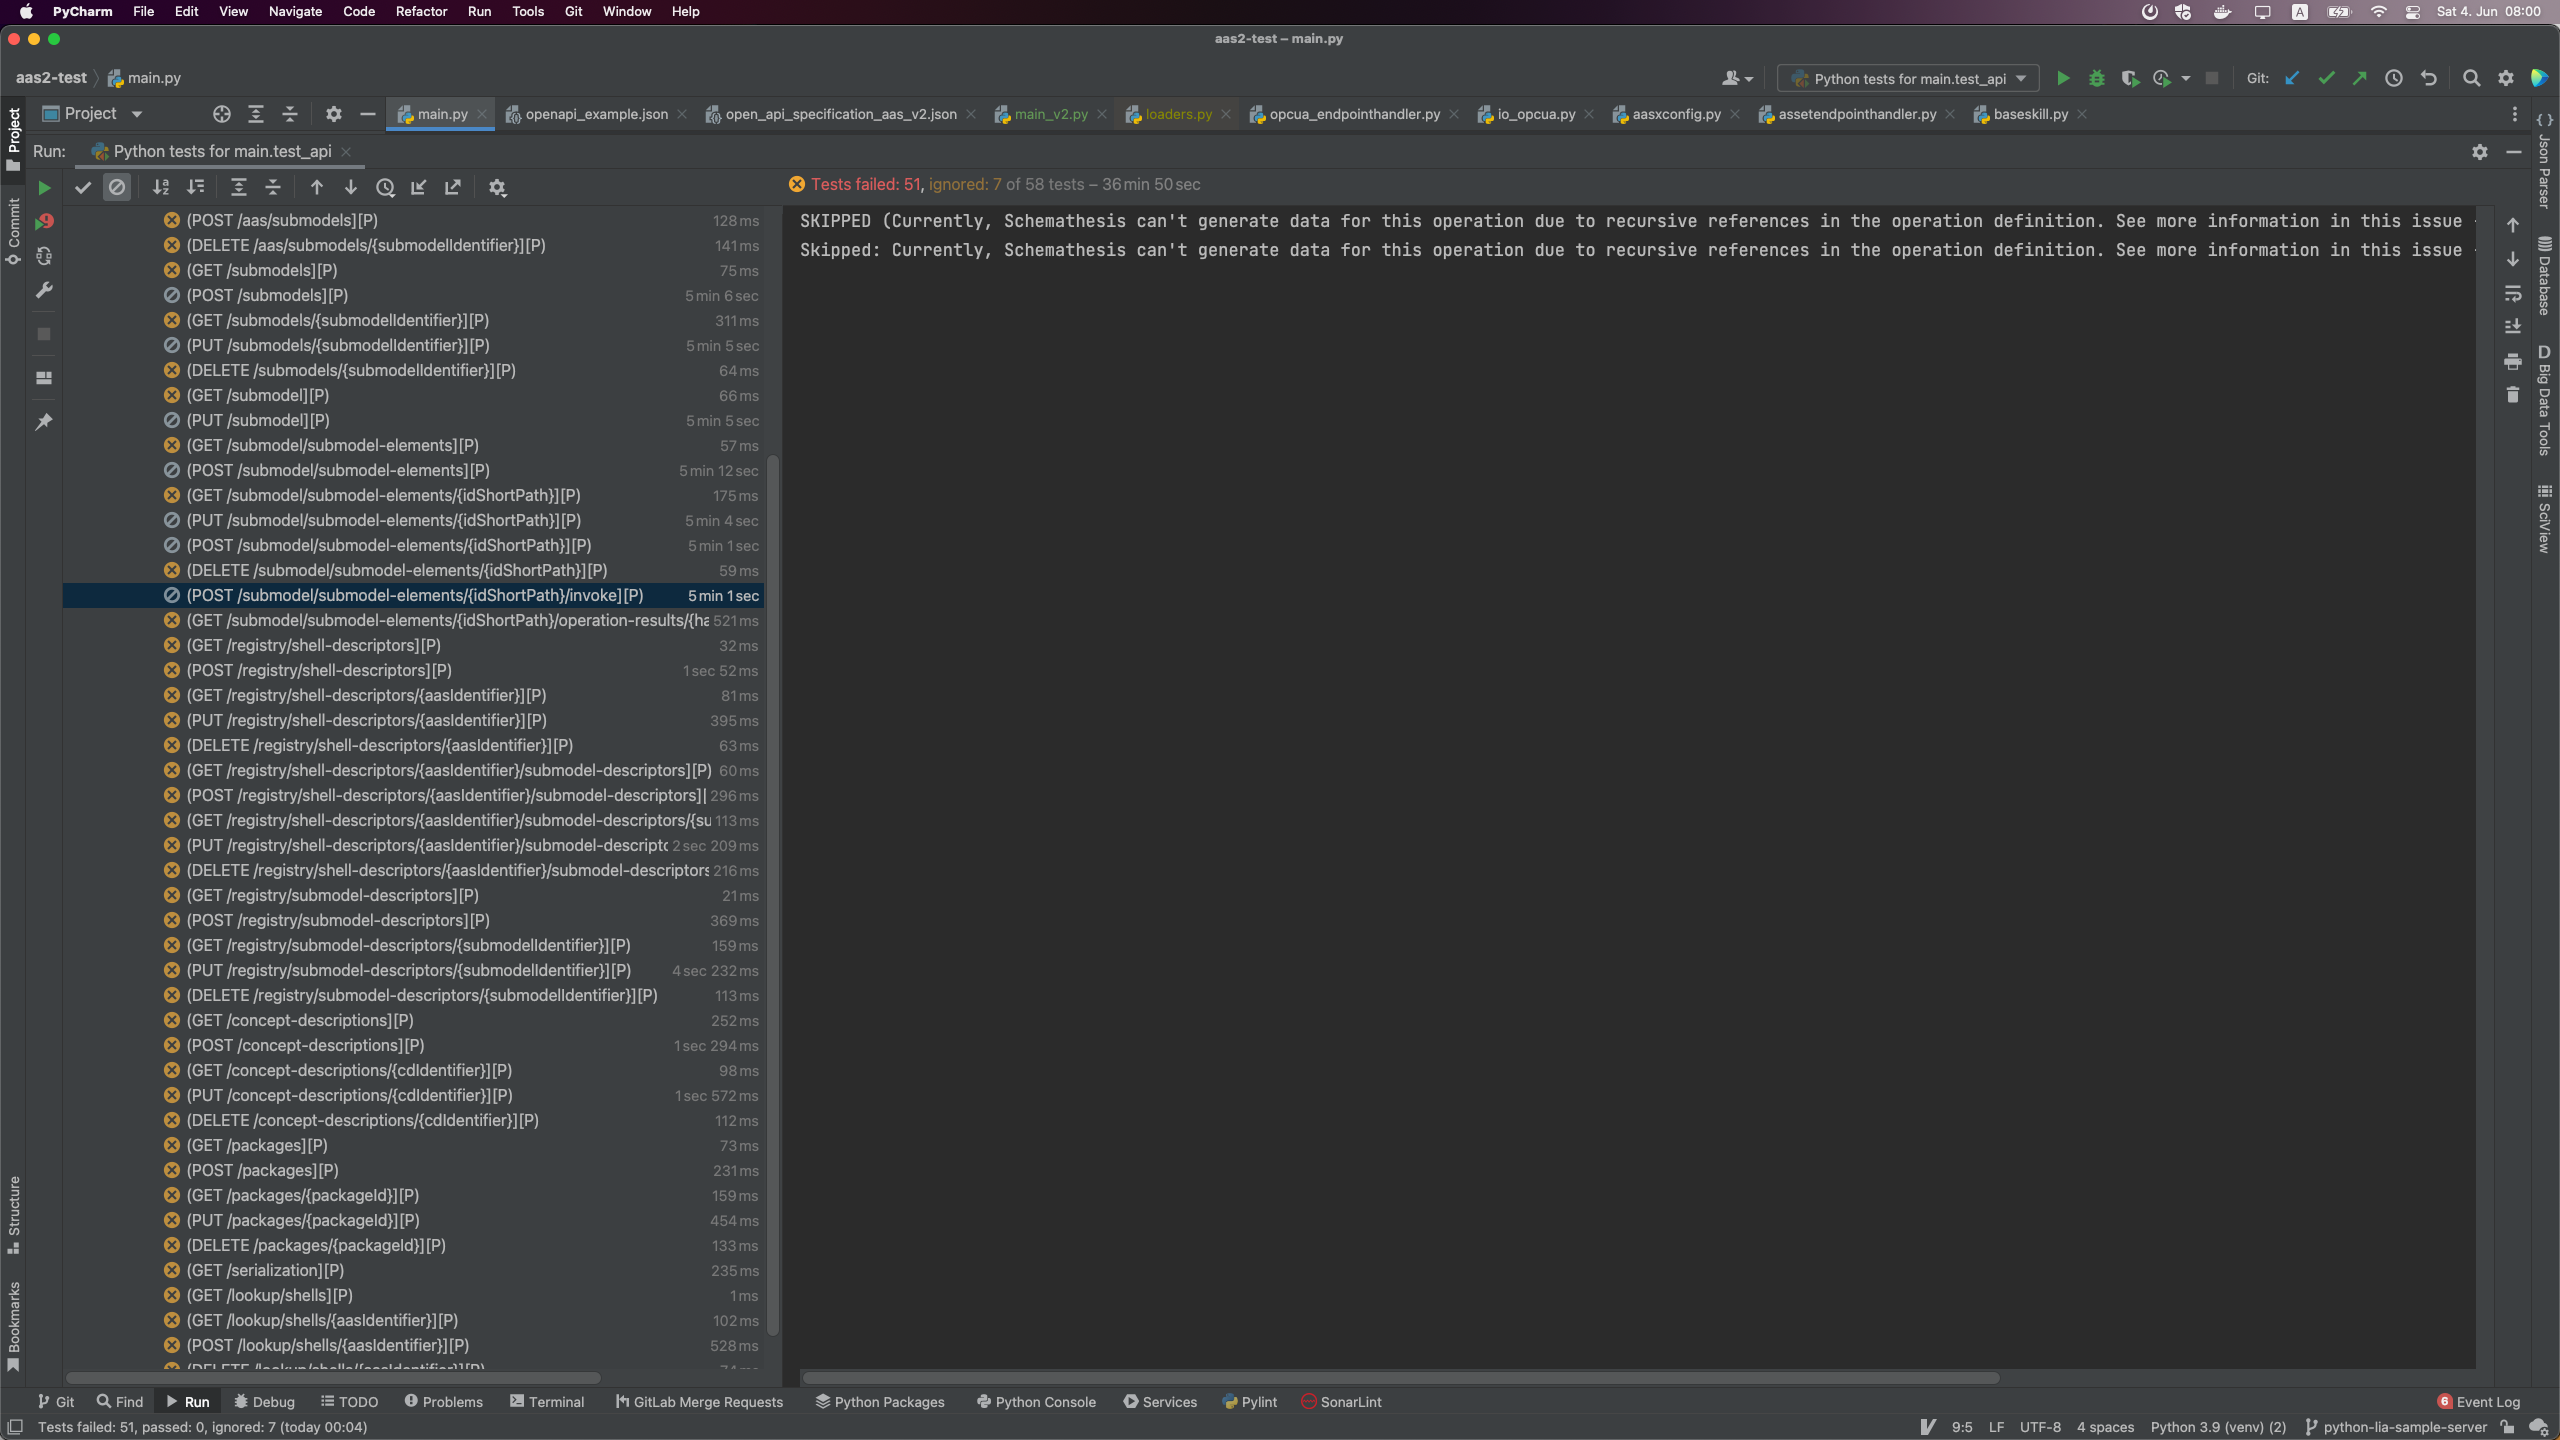 PyCharm File Edit View Navigate Code Refactor Run Tools Git Window Help
A Sat 4. Jun 08:00
aas2-test – main.py
aas2-test main.py
Python tests for main.test_api Git:
Project main.py openapi_example.json open_api_specification_aas_v2.json main_v2.py loaders.py opcua_endpointhandler.py io_opcua.py aasxconfig.py assetendpointhandler.py baseskill.py
Run: Python tests for main.test_api
Tests failed: 51, ignored: 7 of 58 tests – 36 min 50 sec
(POST /aas/submodels][P) 128 ms
(DELETE /aas/submodels/{submodelIdentifier}][P) 141 ms
(GET /submodels][P) 75 ms
(POST /submodels][P) 5 min 6 sec
(GET /submodels/{submodelIdentifier}][P) 311 ms
(PUT /submodels/{submodelIdentifier}][P) 5 min 5 sec
(DELETE /submodels/{submodelIdentifier}][P) 64 ms
(GET /submodel][P) 66 ms
(PUT /submodel][P) 5 min 5 sec
(GET /submodel/submodel-elements][P) 57 ms
(POST /submodel/submodel-elements][P) 5 min 12 sec
(GET /submodel/submodel-elements/{idShortPath}][P) 175 ms
(PUT /submodel/submodel-elements/{idShortPath}][P) 5 min 4 sec
(POST /submodel/submodel-elements/{idShortPath}][P) 5 min 1 sec
(DELETE /submodel/submodel-elements/{idShortPath}][P) 59 ms
(POST /submodel/submodel-elements/{idShortPath}/invoke][P) 5 min 1 sec
(GET /submodel/submodel-elements/{idShortPath}/operation-results/{ha 521 ms
(GET /registry/shell-descriptors][P) 32 ms
(POST /registry/shell-descriptors][P) 1 sec 52 ms
(GET /registry/shell-descriptors/{aasIdentifier}][P) 81 ms
(PUT /registry/shell-descriptors/{aasIdentifier}][P) 395 ms
(DELETE /registry/shell-descriptors/{aasIdentifier}][P) 63 ms
(GET /registry/shell-descriptors/{aasIdentifier}/submodel-descriptors][P) 60 ms
(POST /registry/shell-descriptors/{aasIdentifier}/submodel-descriptors][ 296 ms
(GET /registry/shell-descriptors/{aasIdentifier}/submodel-descriptors/{su 113 ms
(PUT /registry/shell-descriptors/{aasIdentifier}/submodel-descripto 2 sec 209 ms
(DELETE /registry/shell-descriptors/{aasIdentifier}/submodel-descriptors 216 ms
(GET /registry/submodel-descriptors][P) 21 ms
(POST /registry/submodel-descriptors][P) 369 ms
(GET /registry/submodel-descriptors/{submodelIdentifier}][P) 159 ms
(PUT /registry/submodel-descriptors/{submodelIdentifier}][P) 4 sec 232 ms
(DELETE /registry/submodel-descriptors/{submodelIdentifier}][P) 113 ms
(GET /concept-descriptions][P) 252 ms
(POST /concept-descriptions][P) 1 sec 294 ms
(GET /concept-descriptions/{cdIdentifier}][P) 98 ms
(PUT /concept-descriptions/{cdIdentifier}][P) 1 sec 572 ms
(DELETE /concept-descriptions/{cdIdentifier}][P) 112 ms
(GET /packages][P) 73 ms
(POST /packages][P) 231 ms
(GET /packages/{packageId}][P) 159 ms
(PUT /packages/{packageId}][P) 454 ms
(DELETE /packages/{packageId}][P) 133 ms
(GET /serialization][P) 235 ms
(GET /lookup/shells][P) 1 ms
(GET /lookup/shells/{aasIdentifier}][P) 102 ms
(POST /lookup/shells/{aasIdentifier}][P) 528 ms
(DELETE /lookup/shells/{aasIdentifier}][P) 74 ms
SKIPPED (Currently, Schemathesis can't generate data for this operation due to recursive references in the operation definition. See more information in this issue
Skipped: Currently, Schemathesis can't generate data for this operation due to recursive references in the operation definition. See more information in this issue
Project
Commit
Structure
Bookmarks
Json Parser
Database
D Big Data Tools
SciView
Git Find Run Debug TODO Problems Terminal GitLab Merge Requests Python Packages Python Console Services Pylint SonarLint 6 Event Log
Tests failed: 51, passed: 0, ignored: 7 (today 00:04) 9:5 LF UTF-8 4 spaces Python 3.9 (venv) (2) python-lia-sample-server